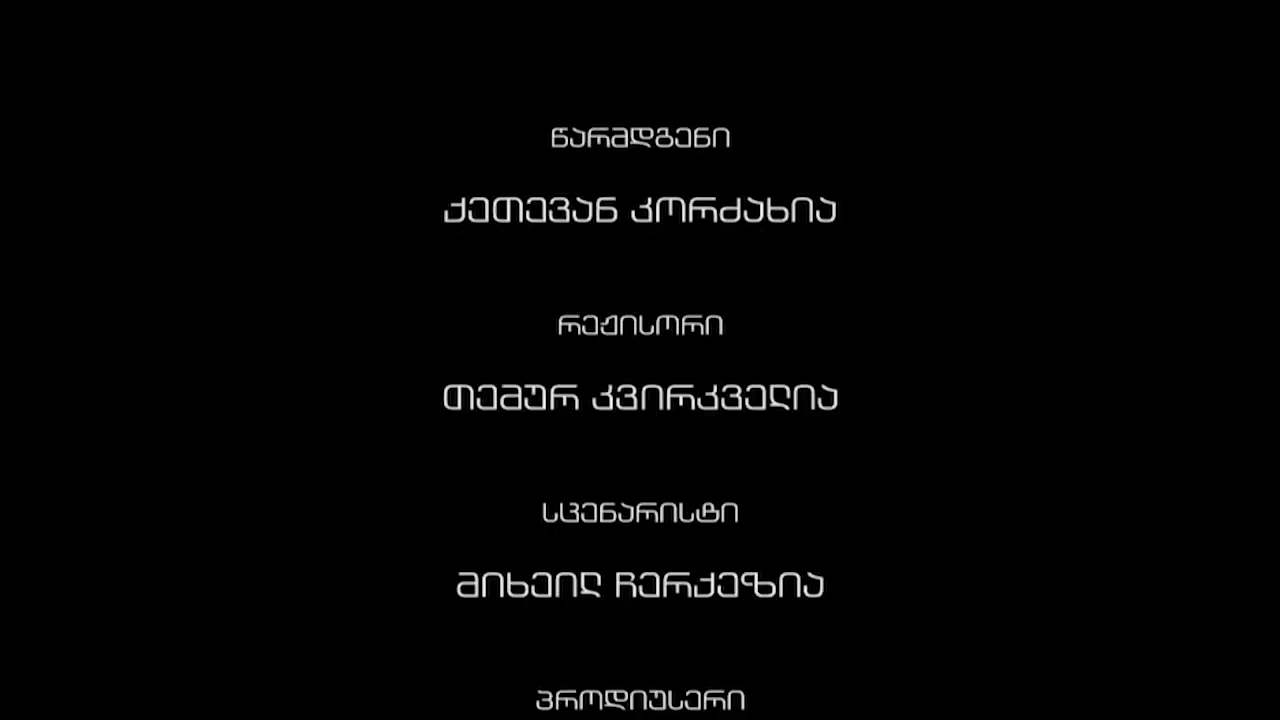 წარმდგენი
ქეთევან კორძახია
რეჟისორი
თემურ კვირკველია
სცენარისტი
მიხეილ ჩერქეზია
პროდიუსერი